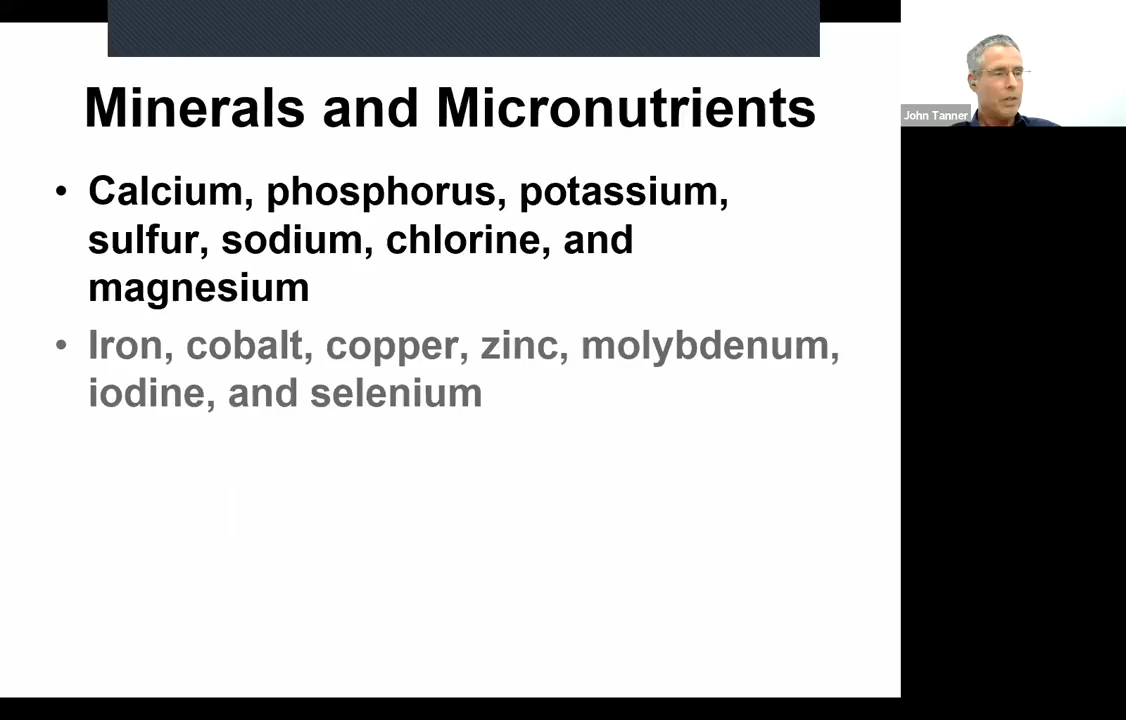 Minerals and Micronutrients
• Calcium, phosphorus, potassium,
sulfur, sodium, chlorine, and
magnesium
• Iron, cobalt, copper, zinc, molybdenum,
iodine, and selenium
John Tanner